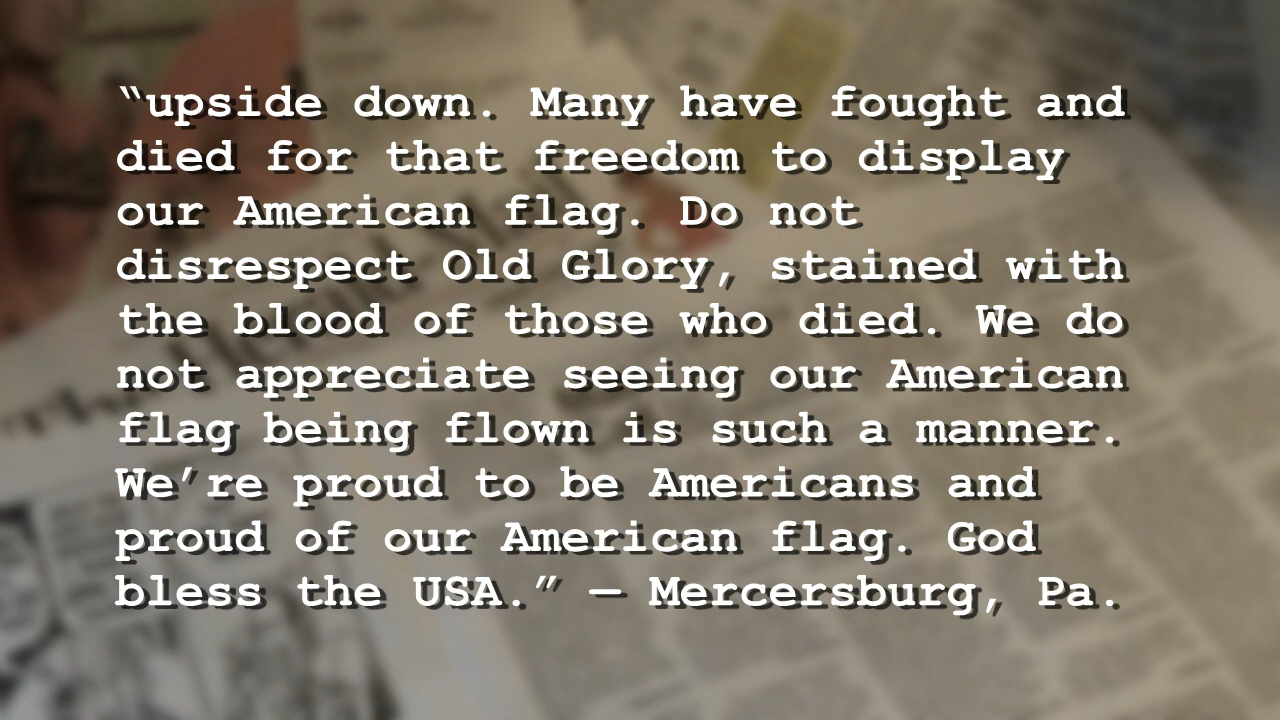 “upside down. Many have fought and
died for that freedom to display
our American flag. Do not
disrespect Old Glory, stained with
the blood of those who died. We do
not appreciate seeing our American
flag being flown is such a manner.
We’re proud to be Americans and
proud of our American flag. God
bless the USA.” — Mercersburg, Pa.